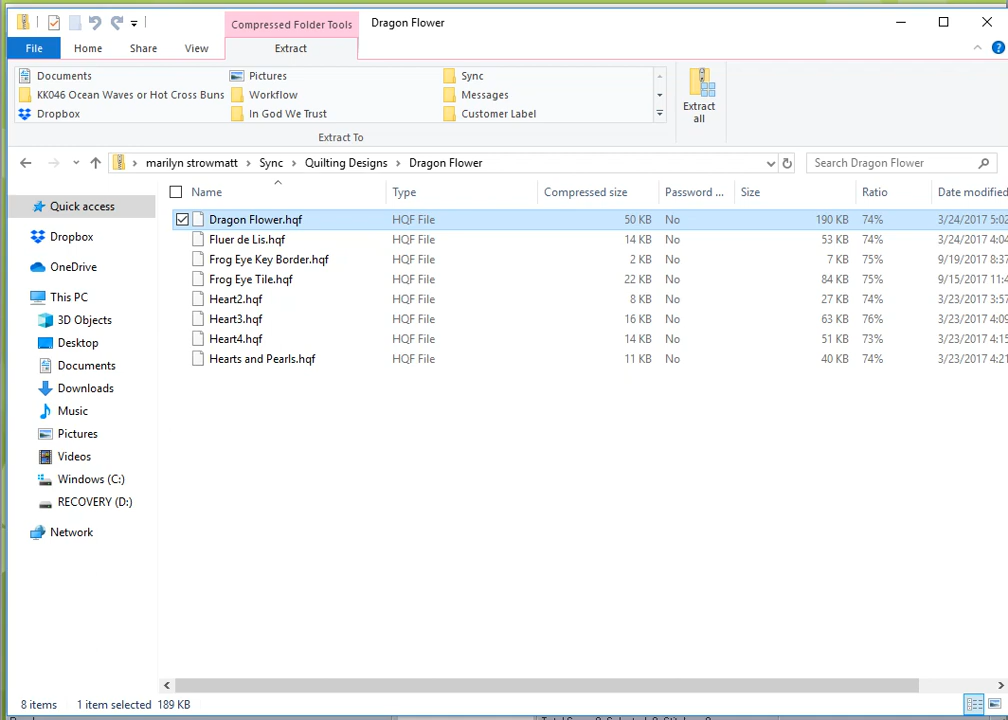 Compressed Folder Tools Dragon Flower
File Home Share View Extract
Documents Pictures Sync
KK046 Ocean Waves or Hot Cross Buns Workflow Messages
Dropbox In God We Trust Customer Label
Extract all
Extract To
marilyn strowmatt > Sync > Quilting Designs > Dragon Flower Search Dragon Flower
Name Type Compressed size Password ... Size Ratio Date modified
Quick access
Dropbox
OneDrive
This PC
3D Objects
Desktop
Documents
Downloads
Music
Pictures
Videos
Windows (C:)
RECOVERY (D:)
Network
Dragon Flower.hqf HQF File 50 KB No 190 KB 74% 3/24/2017 5:02
Fluer de Lis.hqf HQF File 14 KB No 53 KB 74% 3/24/2017 4:04
Frog Eye Key Border.hqf HQF File 2 KB No 7 KB 75% 9/19/2017 8:37
Frog Eye Tile.hqf HQF File 22 KB No 84 KB 75% 9/15/2017 11:
Heart2.hqf HQF File 8 KB No 27 KB 74% 3/23/2017 3:57
Heart3.hqf HQF File 16 KB No 63 KB 76% 3/23/2017 4:09
Heart4.hqf HQF File 14 KB No 51 KB 73% 3/23/2017 4:15
Hearts and Pearls.hqf HQF File 11 KB No 40 KB 74% 3/23/2017 4:21
8 items 1 item selected 189 KB